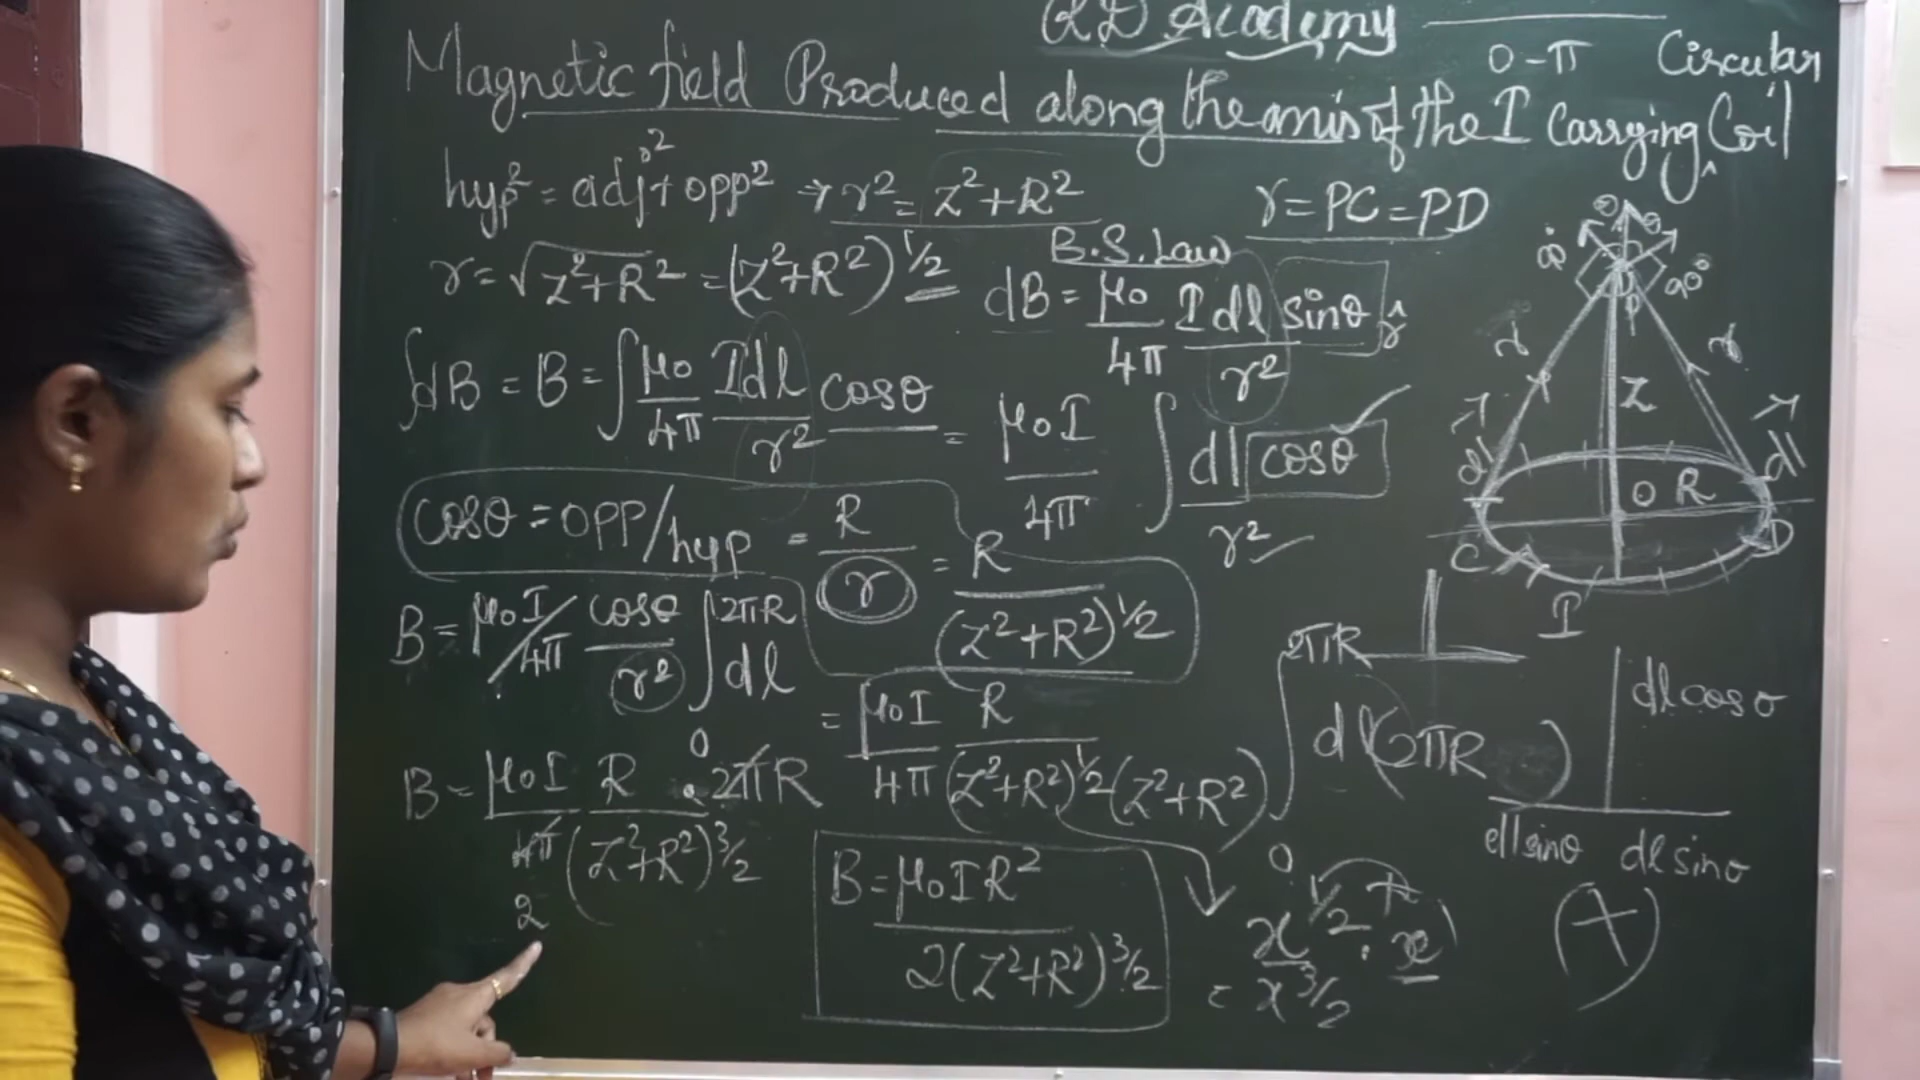 RD Academy
0-π Circular
Magnetic field Produced along the axis of the I Carrying Coil
hyp² = adj² + opp² → r² = Z² + R²
r = PC = PD
r = √Z²+R² = (Z²+R²)^1/2
B.S. Law
dB = μ₀/4π I dl sinθ/r² r̂
∫dB = B = ∫ μ₀/4π Idl/r² cosθ = μ₀I/4π ∫ dl cosθ/r²
cosθ = opp/hyp = R/r = R/(Z²+R²)^1/2
B = μ₀I/4π cosθ/r² ∫₀^2πR dl
= μ₀I/4π R/(Z²+R²)^1/2 (Z²+R²) ∫₀^2πR dl (2πR)
B = μ₀I/4π R/(Z²+R²)^3/2 . 2πR
2
B = μ₀IR²/2(Z²+R²)^3/2
x^1/2 . x
= x^3/2
90°
P
r r
Z
dl dl
O R
C D
I
dl cosθ
dl sinθ dl sinθ